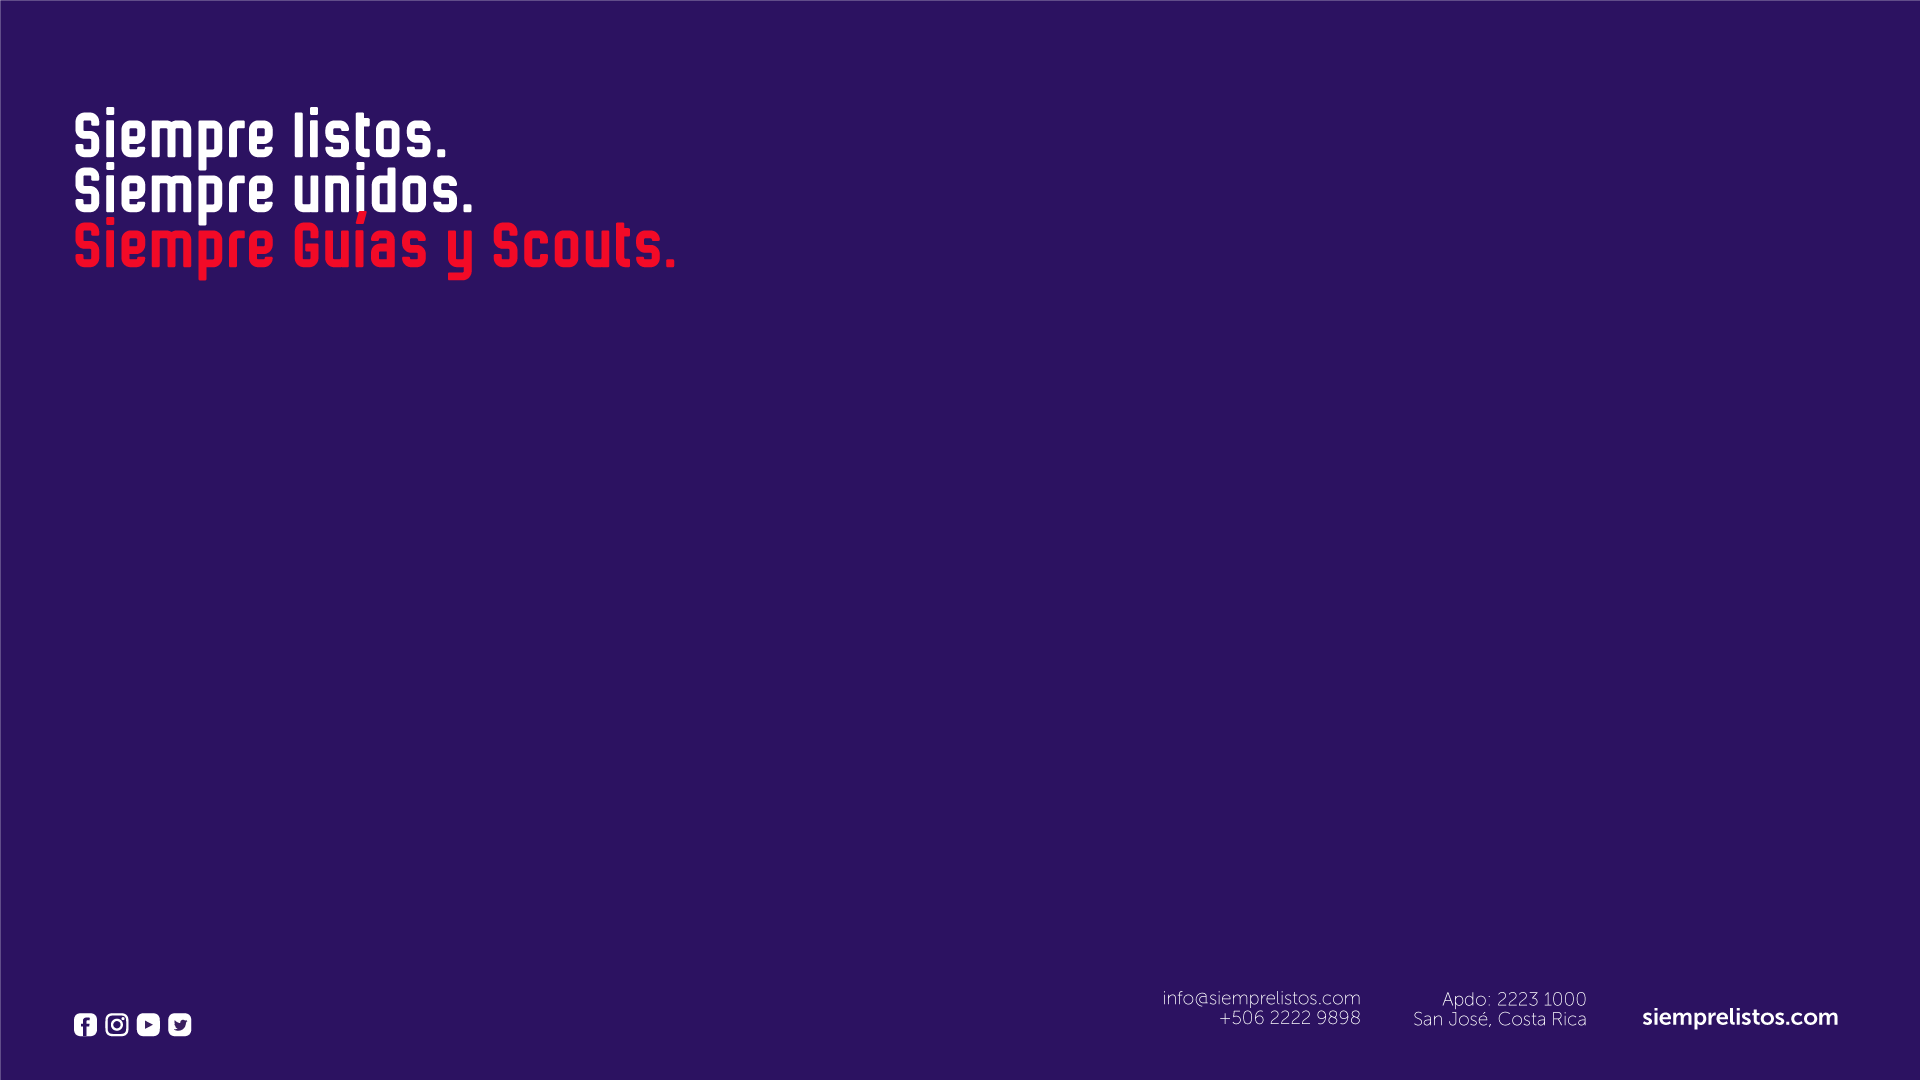 Siempre listos.
Siempre unidos.
Siempre Guías y Scouts.
info@siemprelistos.com
+506 2222 9898
Apdo: 2223 1000
San José, Costa Rica
siemprelistos.com